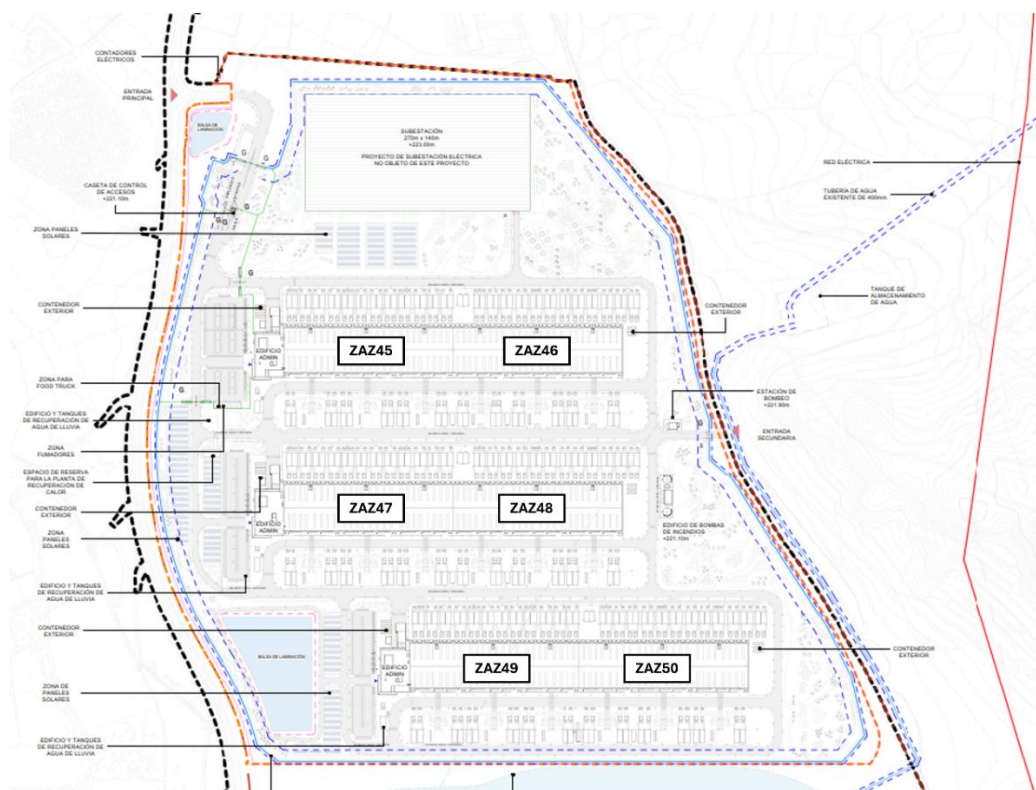 CONTADORES
ELÉCTRICOS
ENTRADA
PRINCIPAL
BALSA DE
LAMINACIÓN
SUBESTACIÓN
270m x 140m
+223.00m
PROYECTO DE SUBESTACIÓN ELÉCTRICA
NO OBJETO DE ESTE PROYECTO
RED ELÉCTRICA
CASETA DE CONTROL
DE ACCESOS
+221.10m
TUBERÍA DE AGUA
EXISTENTE DE 400mm
ZONA PANELES
SOLARES
TANQUE DE
ALMACENAMIENTO
DE AGUA
CONTENEDOR
EXTERIOR
CONTENEDOR
EXTERIOR
EDIFICIO
ADMIN
ZAZ45
ZAZ46
ZONA PARA
FOOD TRUCK
ESTACIÓN DE
BOMBEO
+221.80m
EDIFICIO Y TANQUES
DE RECUPERACIÓN DE
AGUA DE LLUVIA
ENTRADA
SECUNDARIA
ZONA
FUMADORES
ESPACIO DE RESERVA
PARA LA PLANTA DE
RECUPERACIÓN DE
CALOR
CONTENEDOR
EXTERIOR
EDIFICIO
ADMIN
ZAZ47
ZAZ48
EDIFICIO DE BOMBAS
DE INCENDIOS
+221.10m
ZONA
PANELES
SOLARES
EDIFICIO Y TANQUES
DE RECUPERACIÓN DE
AGUA DE LLUVIA
CONTENEDOR
EXTERIOR
BALSA DE LAMINACIÓN
EDIFICIO
ADMIN
ZAZ49
ZAZ50
CONTENEDOR
EXTERIOR
ZONA DE
PANELES
SOLARES
EDIFICIO Y TANQUES
DE RECUPERACIÓN DE
AGUA DE LLUVIA